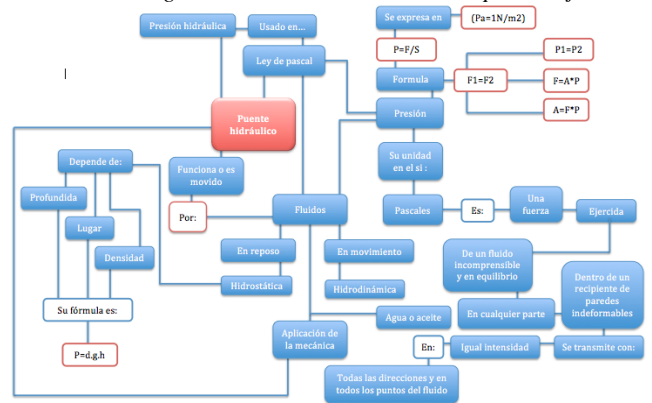 Presión hidráulica
Usado en...
Ley de pascal
Puente
hidráulico
Se expresa en
(Pa=1N/m2)
P=F/S
Formula
F1=F2
P1=P2
F=A*P
A=F*P
Presión
Su unidad
en el si :
Pascales
Es:
Una
fuerza
Ejercida
De un fluido
incomprensible
y en equilibrio
En cualquier parte
Dentro de un
recipiente de
paredes
indeformables
Se transmite con:
Igual intensidad
En:
Todas las direcciones y en
todos los puntos del fluido
Funciona o es
movido
Por:
Fluidos
En reposo
Hidrostática
En movimiento
Hidrodinámica
Agua o aceite
Aplicación de
la mecánica
Depende de:
Profundida
Lugar
Densidad
Su fórmula es:
P=d.g.h